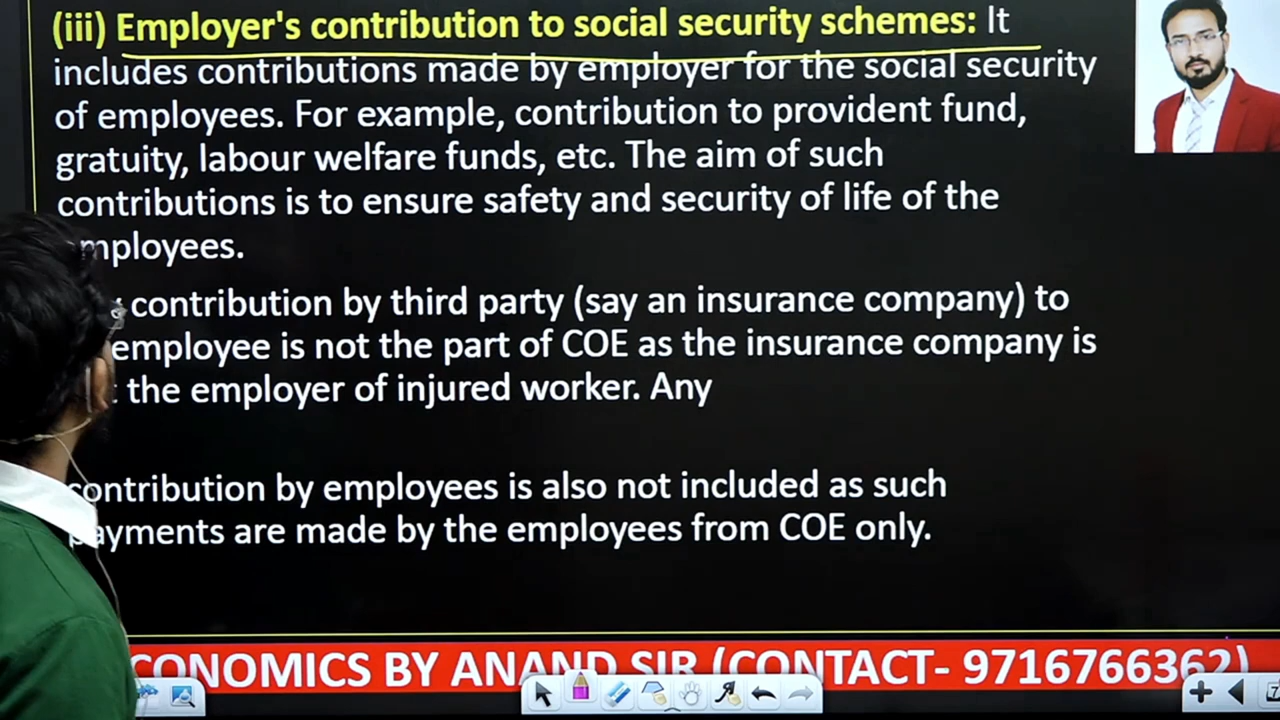 (iii) Employer's contribution to social security schemes: It
includes contributions made by employer for the social security
of employees. For example, contribution to provident fund,
gratuity, labour welfare funds, etc. The aim of such
contributions is to ensure safety and security of life of the
employees.
contribution by third party (say an insurance company) to
employee is not the part of COE as the insurance company is
the employer of injured worker. Any
contribution by employees is also not included as such
payments are made by the employees from COE only.
ECONOMICS BY ANAND SIR (CONTACT- 9716766362)